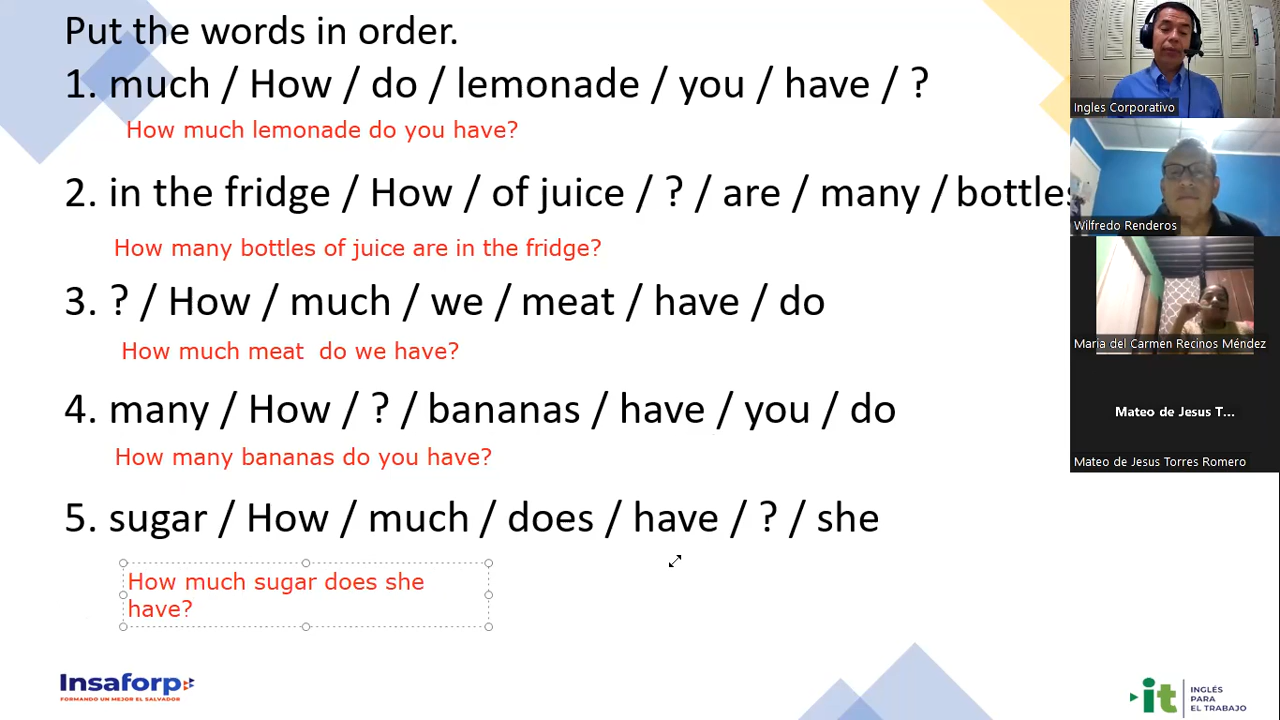 Put the words in order.
1. much / How / do / lemonade / you / have / ?
How much lemonade do you have?
2. in the fridge / How / of juice / ? / are / many / bottles
How many bottles of juice are in the fridge?
3. ? / How / much / we / meat / have / do
How much meat do we have?
4. many / How / ? / bananas / have / you / do
How many bananas do you have?
5. sugar / How / much / does / have / ? / she
How much sugar does she
have?
Insaforp
FORMANDO UN MEJOR EL SALVADOR
it
INGLÉS
PARA
EL TRABAJO
Ingles Corporativo
Wilfredo Renderos
Maria del Carmen Recinos Méndez
Mateo de Jesus T...
Mateo de Jesus Torres Romero